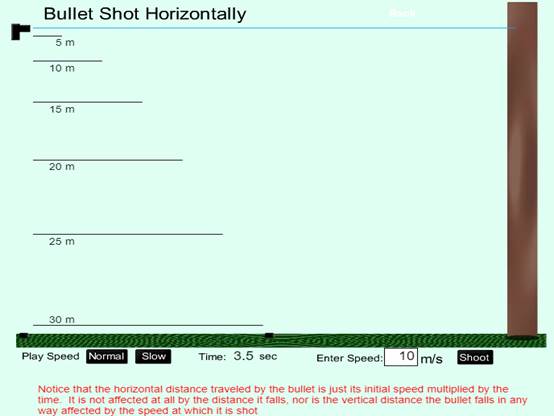 Bullet Shot Horizontally
Back
5 m
10 m
15 m
20 m
25 m
30 m
Play Speed Normal Slow Time: 3.5 sec Enter Speed: 10 m/s Shoot
Notice that the horizontal distance traveled by the bullet is just its initial speed multiplied by the
time. It is not affected at all by the distance it falls, nor is the vertical distance the bullet falls in any
way affected by the speed at which it is shot